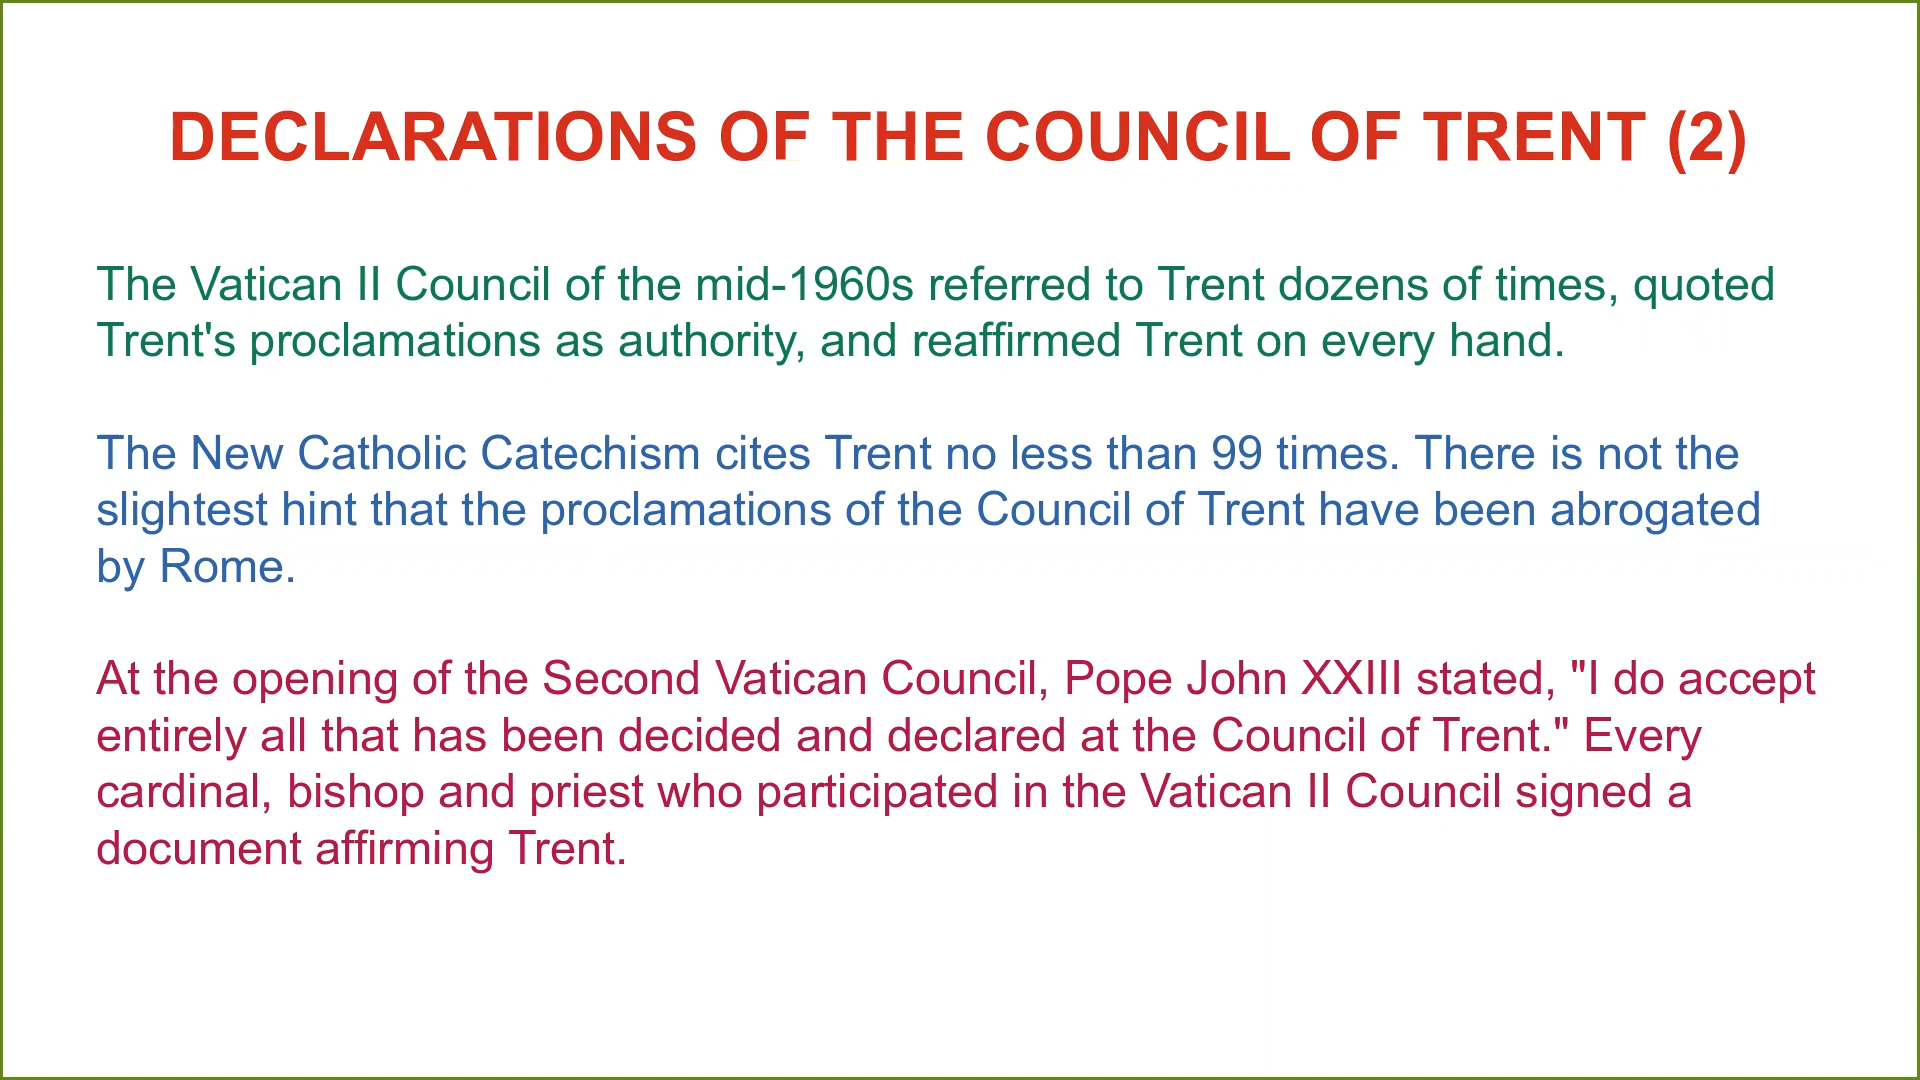 DECLARATIONS OF THE COUNCIL OF TRENT (2)
The Vatican II Council of the mid-1960s referred to Trent dozens of times, quoted
Trent's proclamations as authority, and reaffirmed Trent on every hand.
The New Catholic Catechism cites Trent no less than 99 times. There is not the
slightest hint that the proclamations of the Council of Trent have been abrogated
by Rome.
At the opening of the Second Vatican Council, Pope John XXIII stated, "I do accept
entirely all that has been decided and declared at the Council of Trent." Every
cardinal, bishop and priest who participated in the Vatican II Council signed a
document affirming Trent.